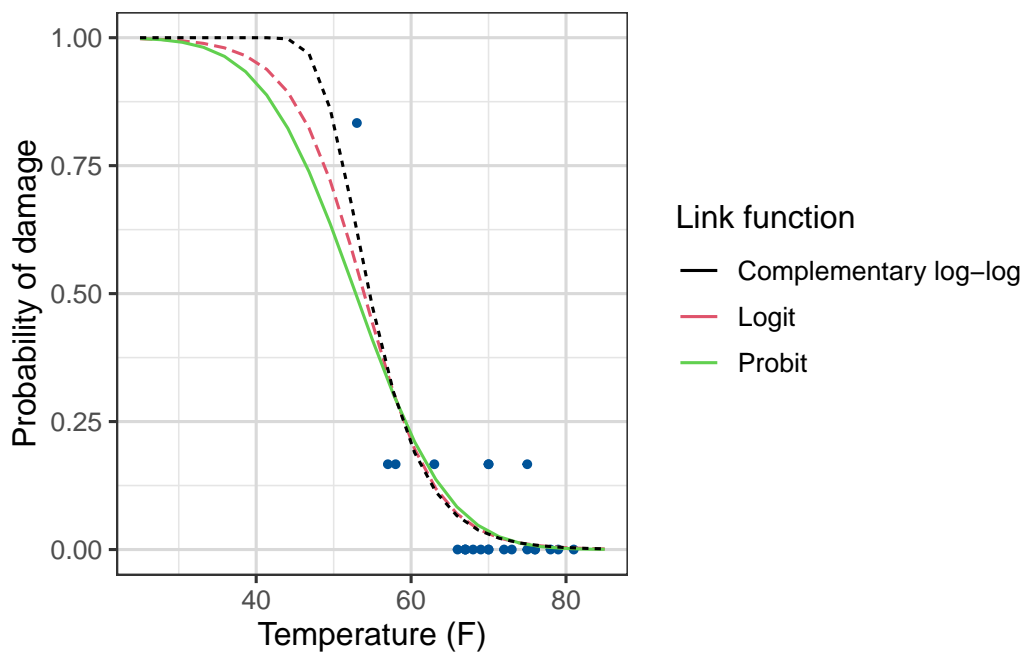 1.00
0.75
0.50
0.25
0.00
Probability of damage
40
60
80
Temperature (F)
Link function
Complementary log−log
Logit
Probit